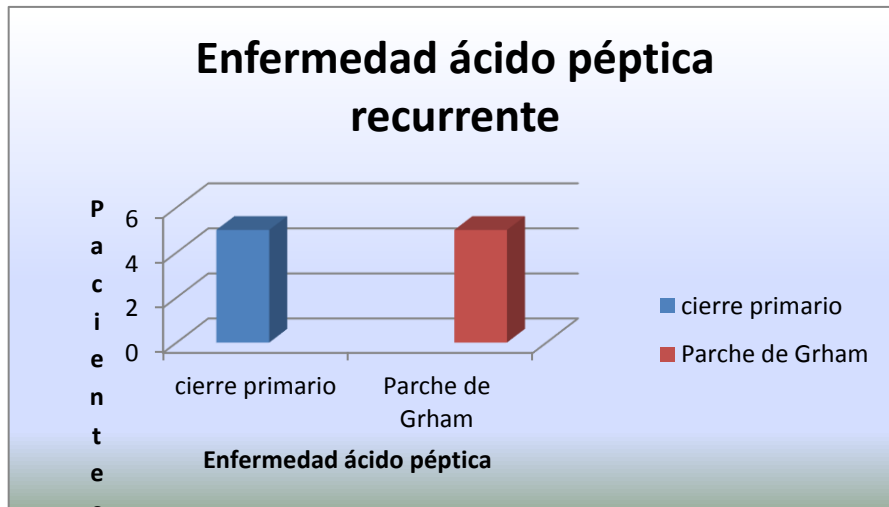 Enfermedad ácido péptica
recurrente
P
a
c
i
e
n
t
e
6
4
2
0
cierre primario
Parche de
Grham
Enfermedad ácido péptica
cierre primario
Parche de Grham